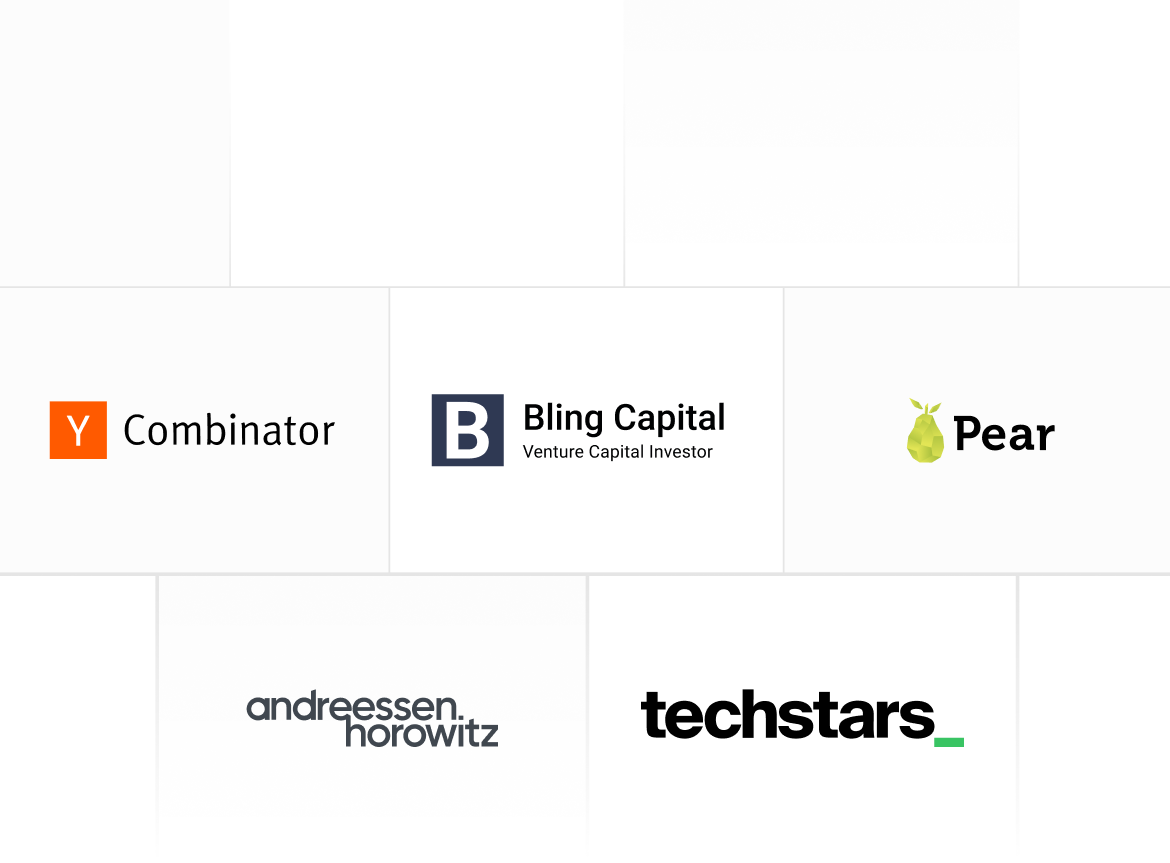 Y Combinator
B Bling Capital
Venture Capital Investor
Pear
andreessen.
horowitz
techstars_